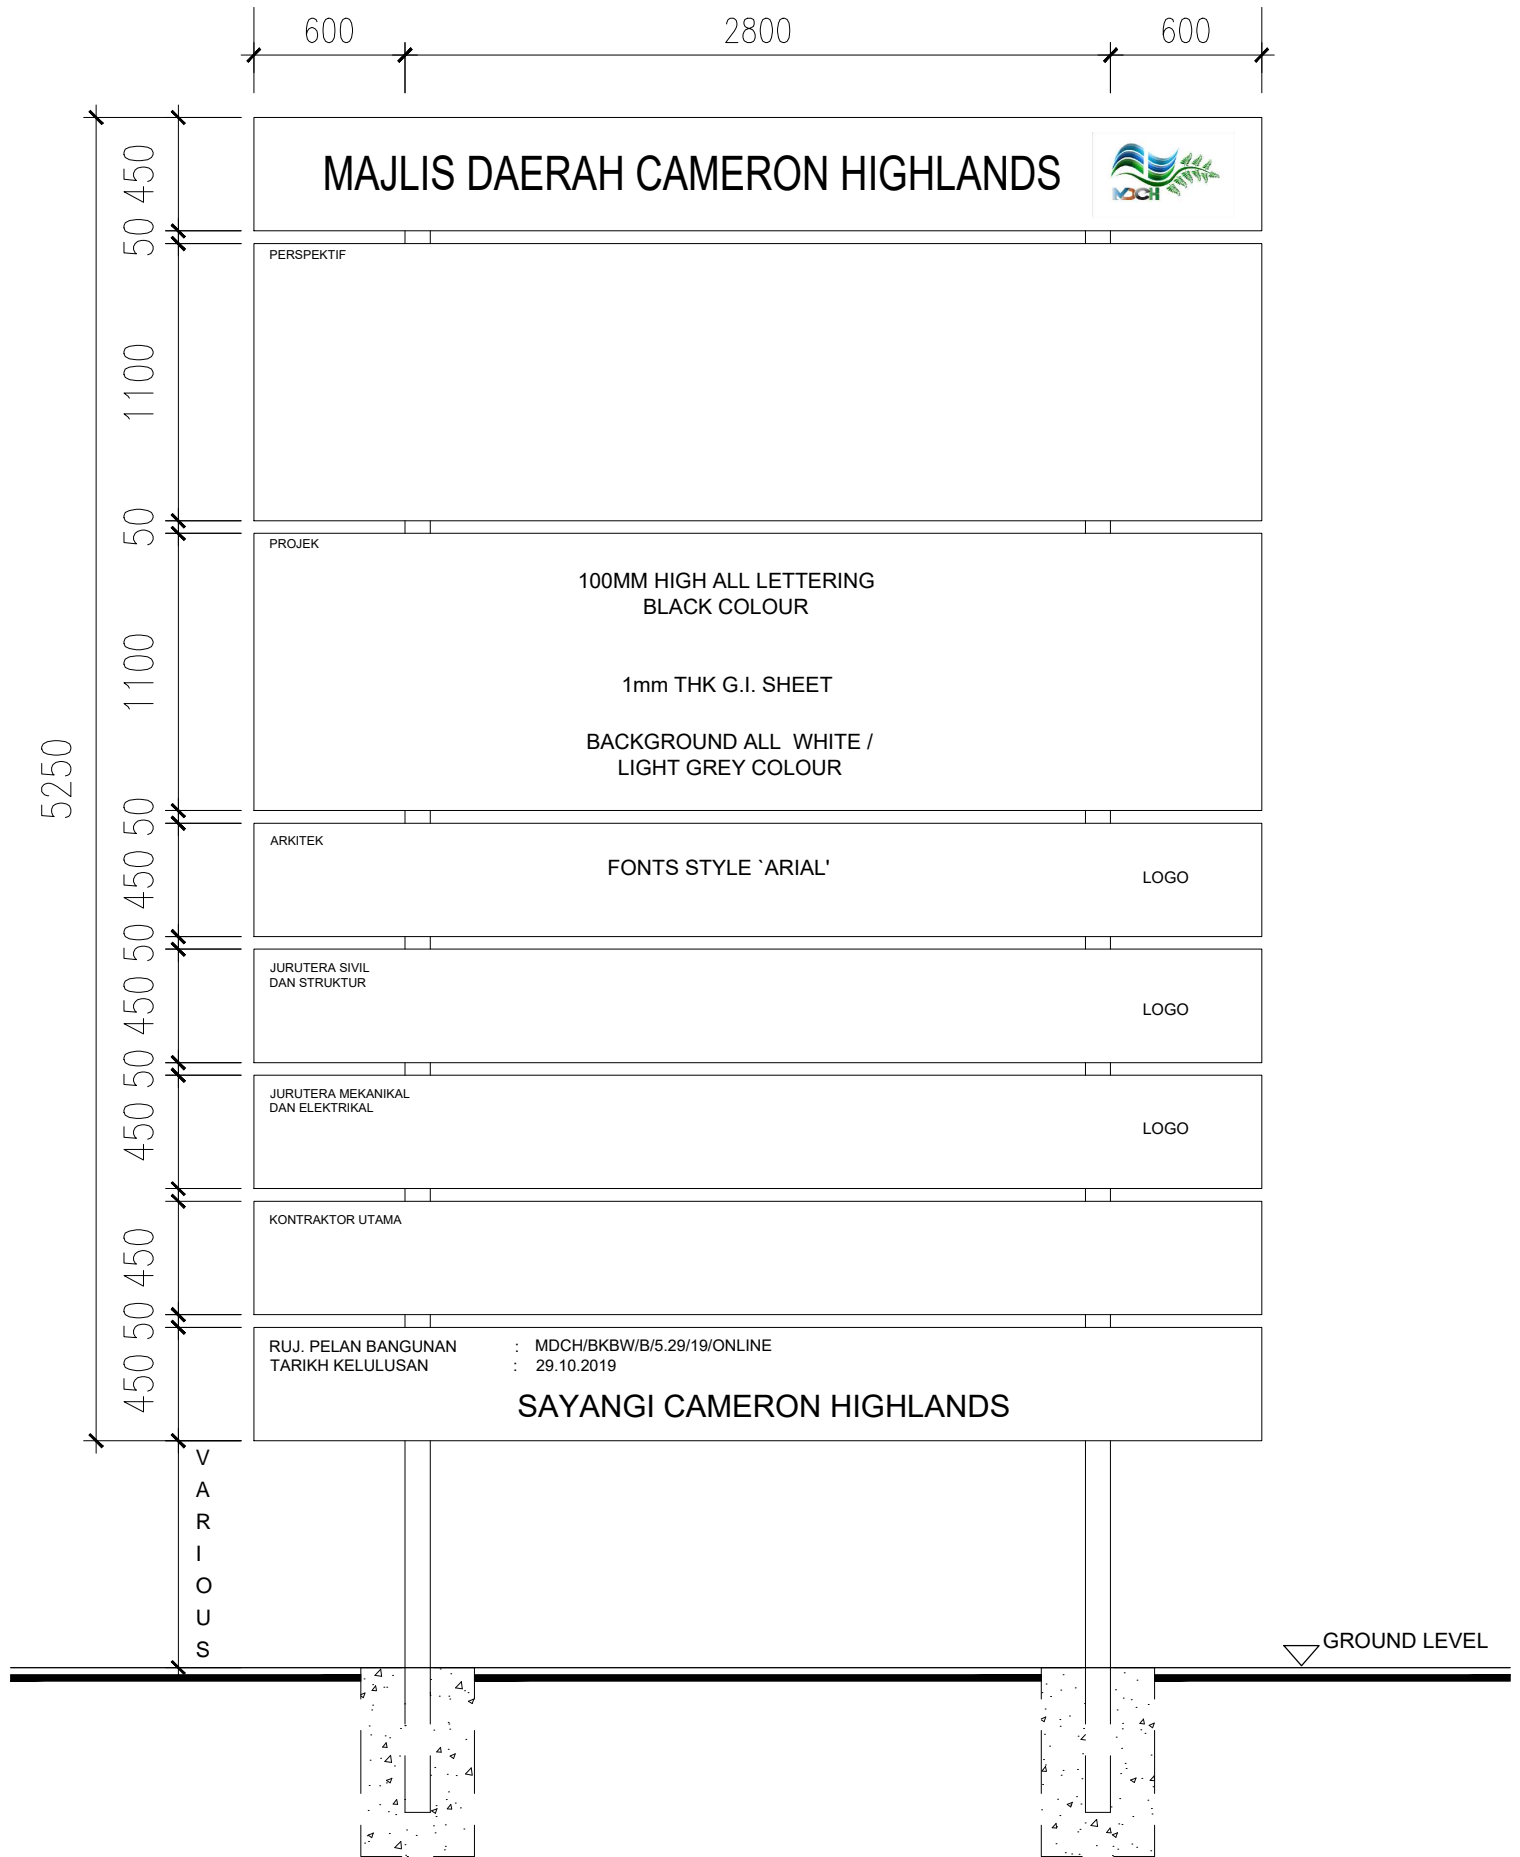 600
2800
600
MAJLIS DAERAH CAMERON HIGHLANDS
MDCH
450
50
PERSPEKTIF
1100
50
PROJEK
100MM HIGH ALL LETTERING
BLACK COLOUR
1100
1mm THK G.I. SHEET
BACKGROUND ALL WHITE /
LIGHT GREY COLOUR
5250
50
ARKITEK
FONTS STYLE `ARIAL'
LOGO
450
50
JURUTERA SIVIL
DAN STRUKTUR
LOGO
450
50
JURUTERA MEKANIKAL
DAN ELEKTRIKAL
LOGO
450
KONTRAKTOR UTAMA
450
50
RUJ. PELAN BANGUNAN : MDCH/BKBW/B/5.29/19/ONLINE
TARIKH KELULUSAN : 29.10.2019
SAYANGI CAMERON HIGHLANDS
450
VARIOUS
GROUND LEVEL